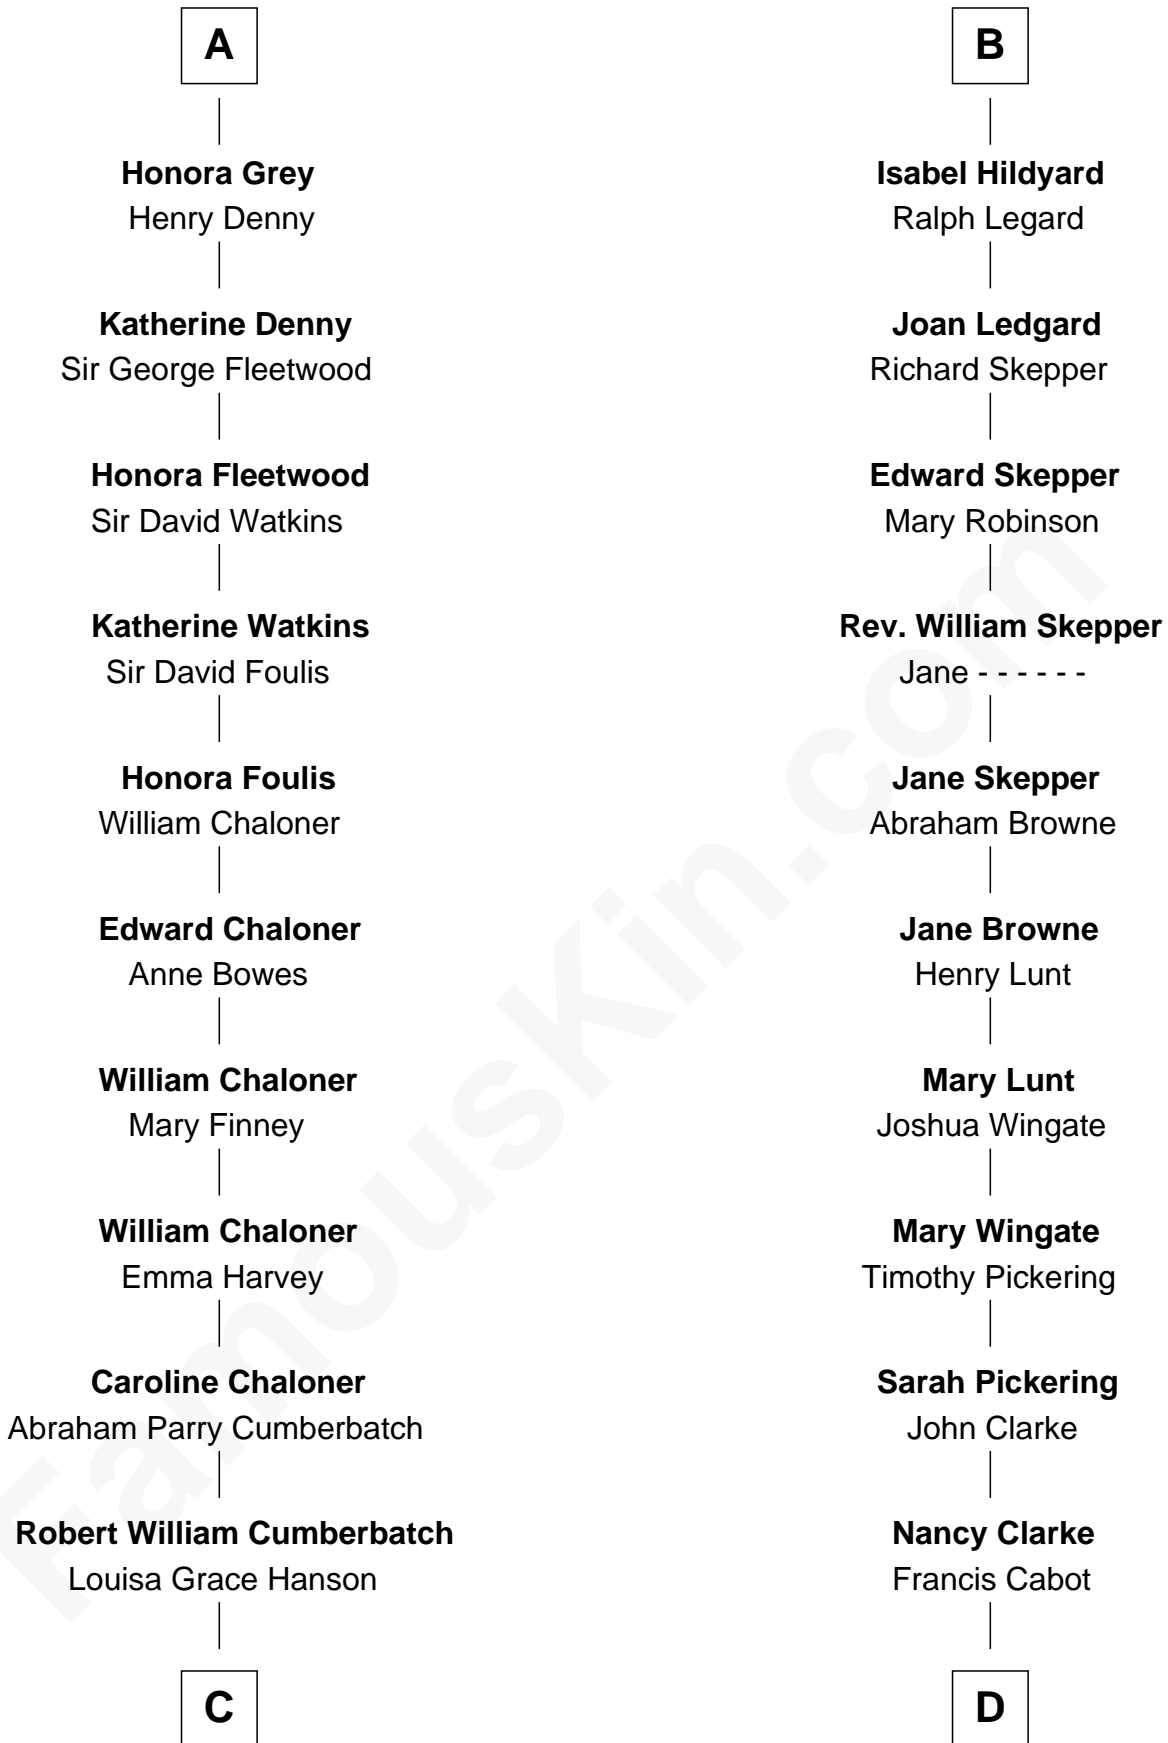 A
Honora Grey
Henry Denny
Katherine Denny
Sir George Fleetwood
Honora Fleetwood
Sir David Watkins
Katherine Watkins
Sir David Foulis
Honora Foulis
William Chaloner
Edward Chaloner
Anne Bowes
William Chaloner
Mary Finney
William Chaloner
Emma Harvey
Caroline Chaloner
Abraham Parry Cumberbatch
Robert William Cumberbatch
Louisa Grace Hanson
C
B
Isabel Hildyard
Ralph Legard
Joan Ledgard
Richard Skepper
Edward Skepper
Mary Robinson
Rev. William Skepper
Jane - - - - - -
Jane Skepper
Abraham Browne
Jane Browne
Henry Lunt
Mary Lunt
Joshua Wingate
Mary Wingate
Timothy Pickering
Sarah Pickering
John Clarke
Nancy Clarke
Francis Cabot
D
FamousKin.com